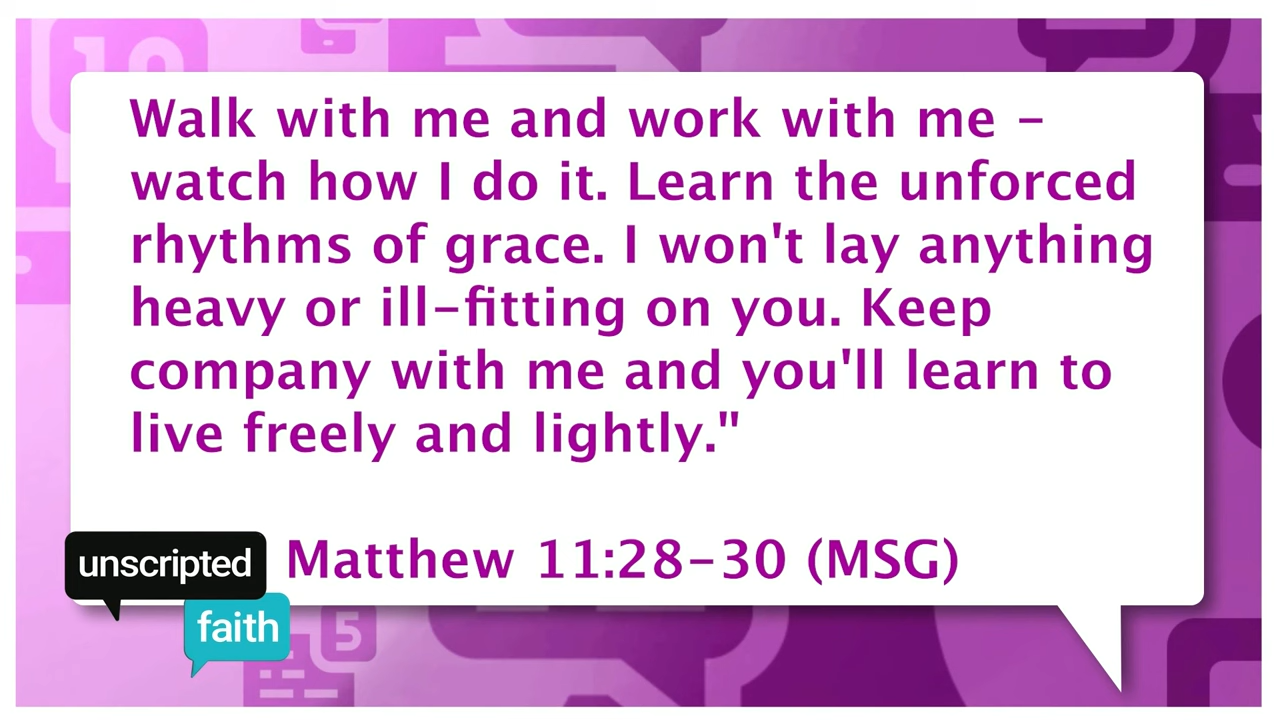 Walk with me and work with me –
watch how I do it. Learn the unforced
rhythms of grace. I won't lay anything
heavy or ill–fitting on you. Keep
company with me and you'll learn to
live freely and lightly."
Matthew 11:28–30 (MSG)
unscripted
faith
10
5